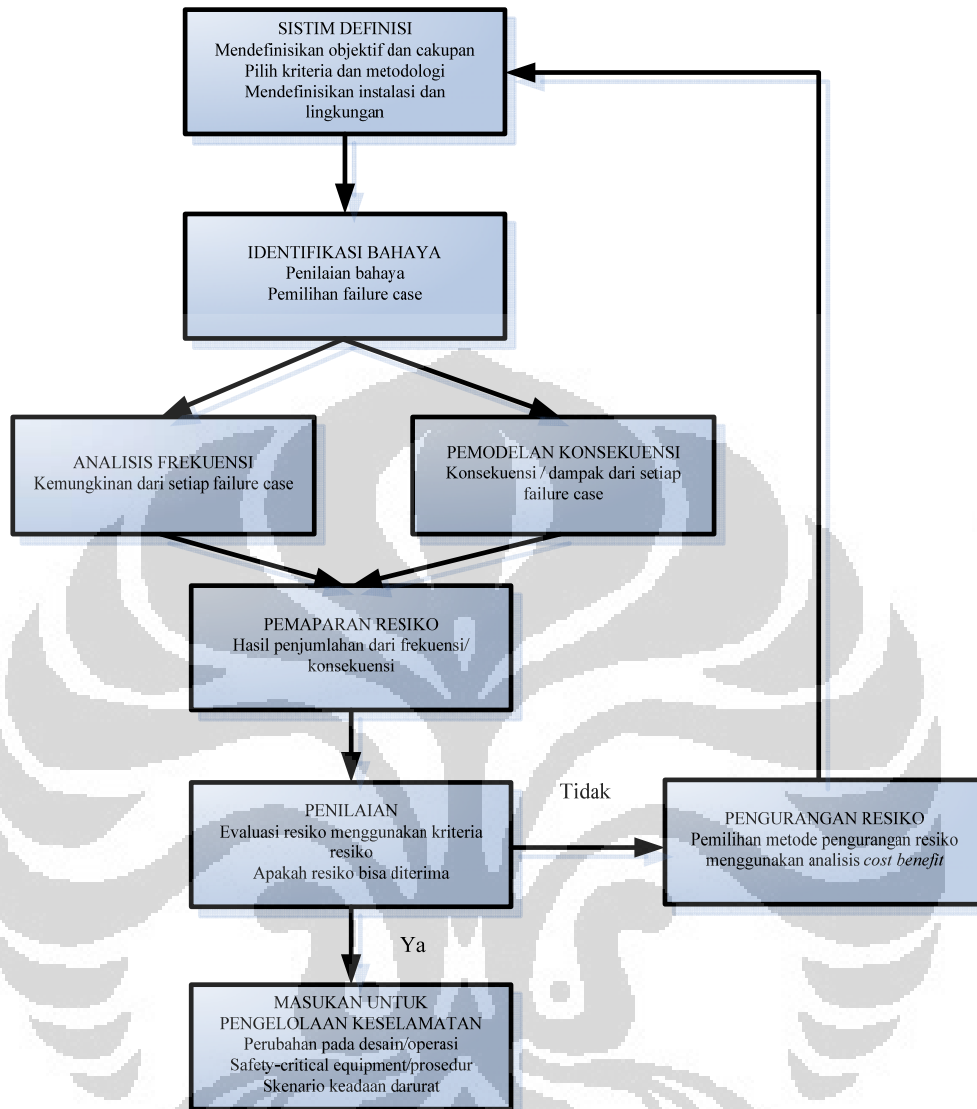 SISTIM DEFINISI
Mendefinisikan objektif dan cakupan
Pilih kriteria dan metodologi
Mendefinisikan instalasi dan
lingkungan
IDENTIFIKASI BAHAYA
Penilaian bahaya
Pemilihan failure case
ANALISIS FREKUENSI
Kemungkinan dari setiap failure case
PEMODELAN KONSEKUENSI
Konsekuensi / dampak dari setiap
failure case
PEMAPARAN RESIKO
Hasil penjumlahan dari frekuensi/
konsekuensi
PENILAIAN
Evaluasi resiko menggunakan kriteria
resiko
Apakah resiko bisa diterima
Tidak
PENGURANGAN RESIKO
Pemilihan metode pengurangan resiko
menggunakan analisis cost benefit
Ya
MASUKAN UNTUK
PENGELOLAAN KESELAMATAN
Perubahan pada desain/operasi
Safety-critical equipment/prosedur
Skenario keadaan darurat